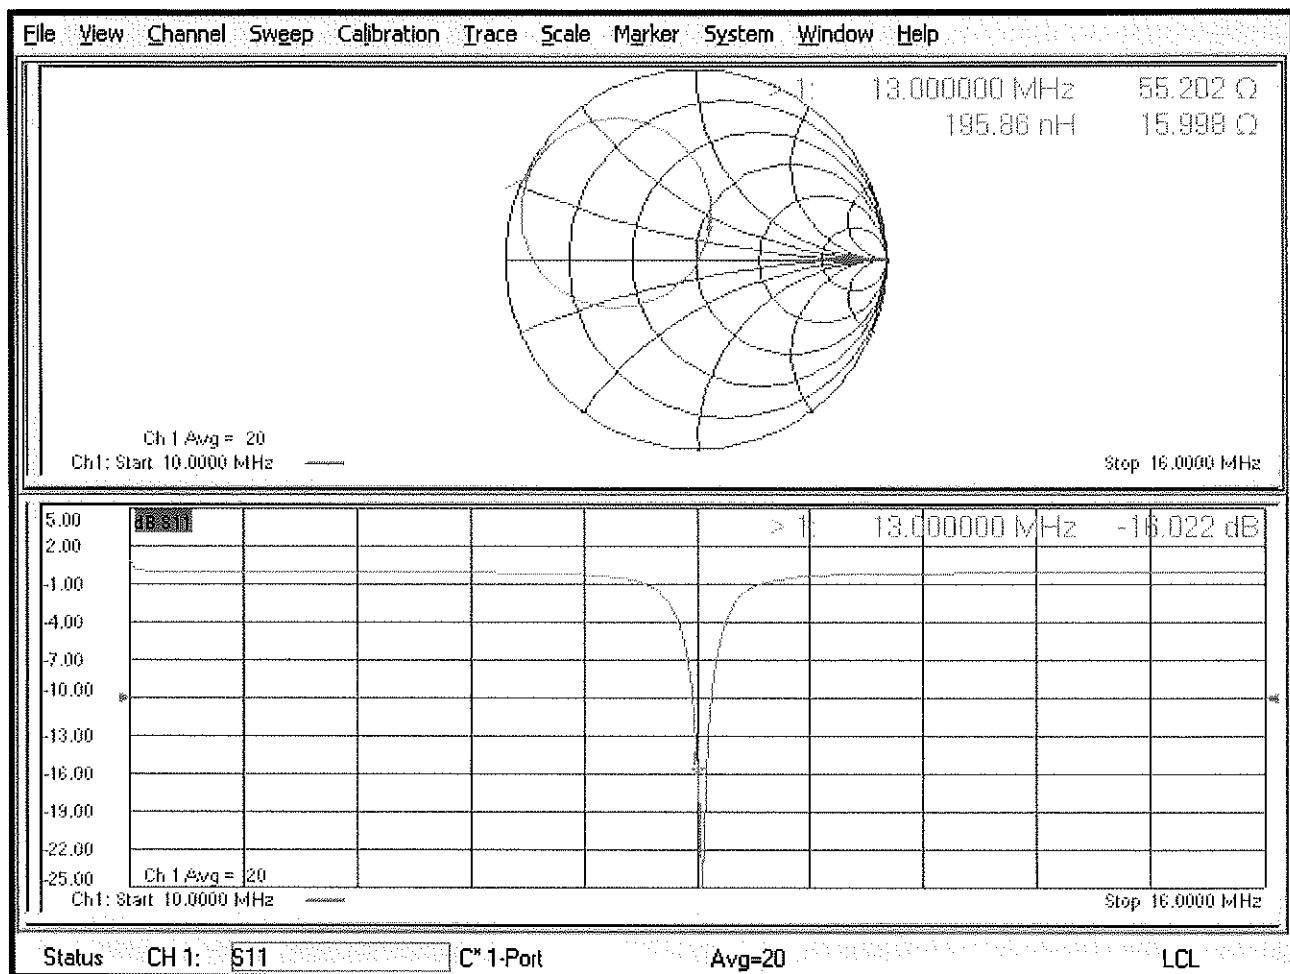 File View Channel Sweep Calibration Trace Scale Marker System Window Help
> 1: 13.000000 MHz 55.202 Ω
195.86 nH 15.998 Ω
Ch 1 Avg = 20
Ch1: Start 10.0000 MHz
Stop 16.0000 MHz
5.00
dB S11
> 1: 13.000000 MHz -16.022 dB
2.00
-1.00
-4.00
-7.00
-10.00
-13.00
-16.00
-19.00
-22.00
-25.00
Ch 1 Avg = 20
Ch1: Start 10.0000 MHz
Stop 16.0000 MHz
Status CH 1: S11 C* 1-Port Avg=20 LCL